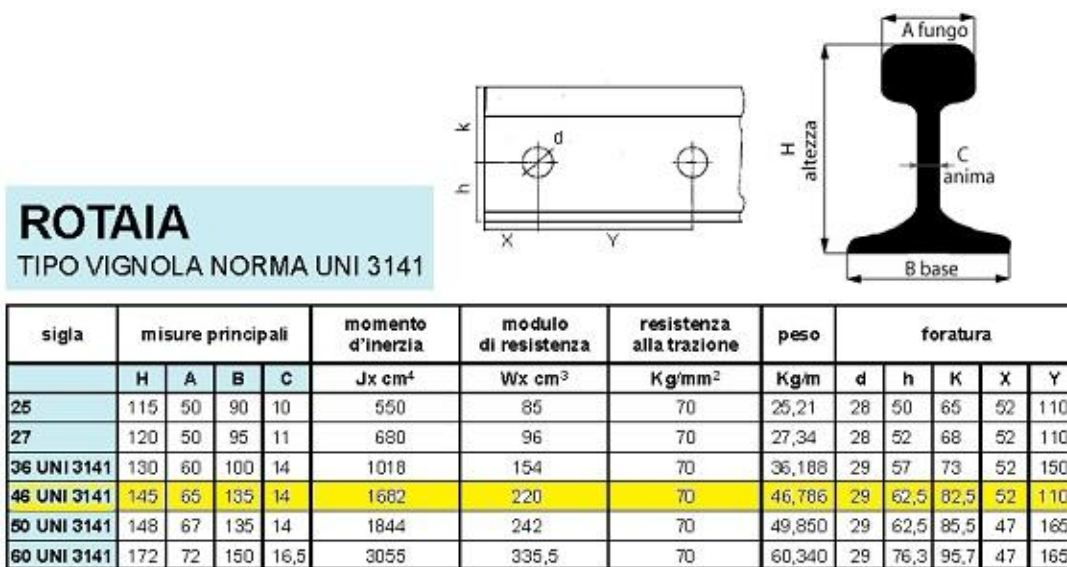 A fungo
k
d
h
X
Y
H
altezza
C
anima
B base
ROTAIA
TIPO VIGNOLA NORMA UNI 3141
sigla misure principali momento d'inerzia modulo di resistenza resistenza alla trazione peso foratura
H A B C Jx cm⁴ Wx cm³ Kg/mm² Kg/m d h K X Y
25 115 50 90 10 550 85 70 25,21 28 50 65 52 110
27 120 50 95 11 680 96 70 27,34 28 52 68 52 110
36 UNI 3141 130 60 100 14 1018 154 70 36,188 29 57 73 52 150
46 UNI 3141 145 65 135 14 1682 220 70 46,786 29 62,5 82,5 52 110
50 UNI 3141 148 67 135 14 1844 242 70 49,850 29 62,5 85,5 47 165
60 UNI 3141 172 72 150 16,5 3055 335,5 70 60,340 29 76,3 95,7 47 165